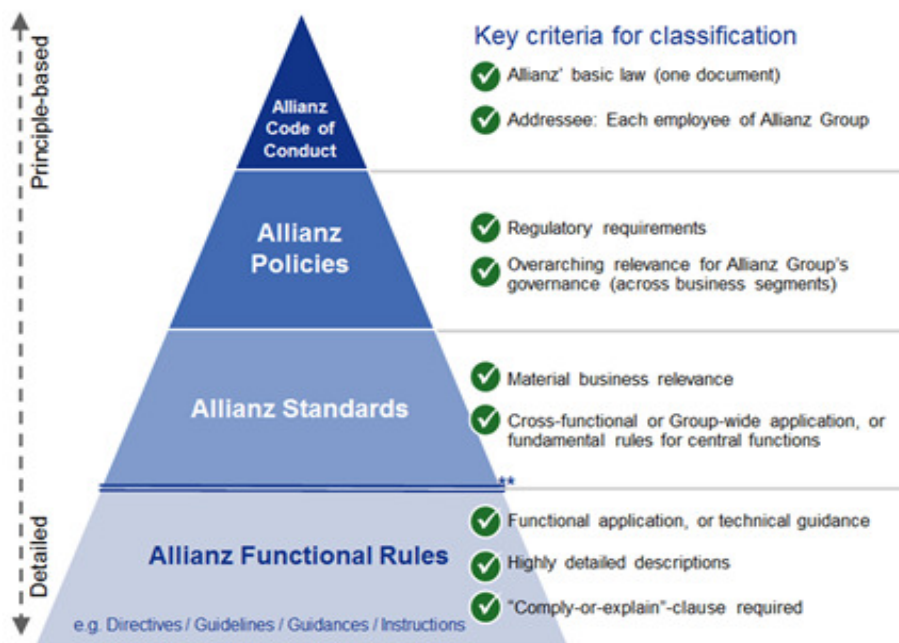 Principle-based
Detailed
Allianz
Code of
Conduct
Key criteria for classification
Allianz' basic law (one document)
Addressee: Each employee of Allianz Group
Allianz
Policies
Regulatory requirements
Overarching relevance for Allianz Group's
governance (across business segments)
Allianz Standards
Material business relevance
Cross-functional or Group-wide application, or
fundamental rules for central functions
**
Allianz Functional Rules
e.g. Directives / Guidelines / Guidances / Instructions
Functional application, or technical guidance
Highly detailed descriptions
"Comply-or-explain"-clause required